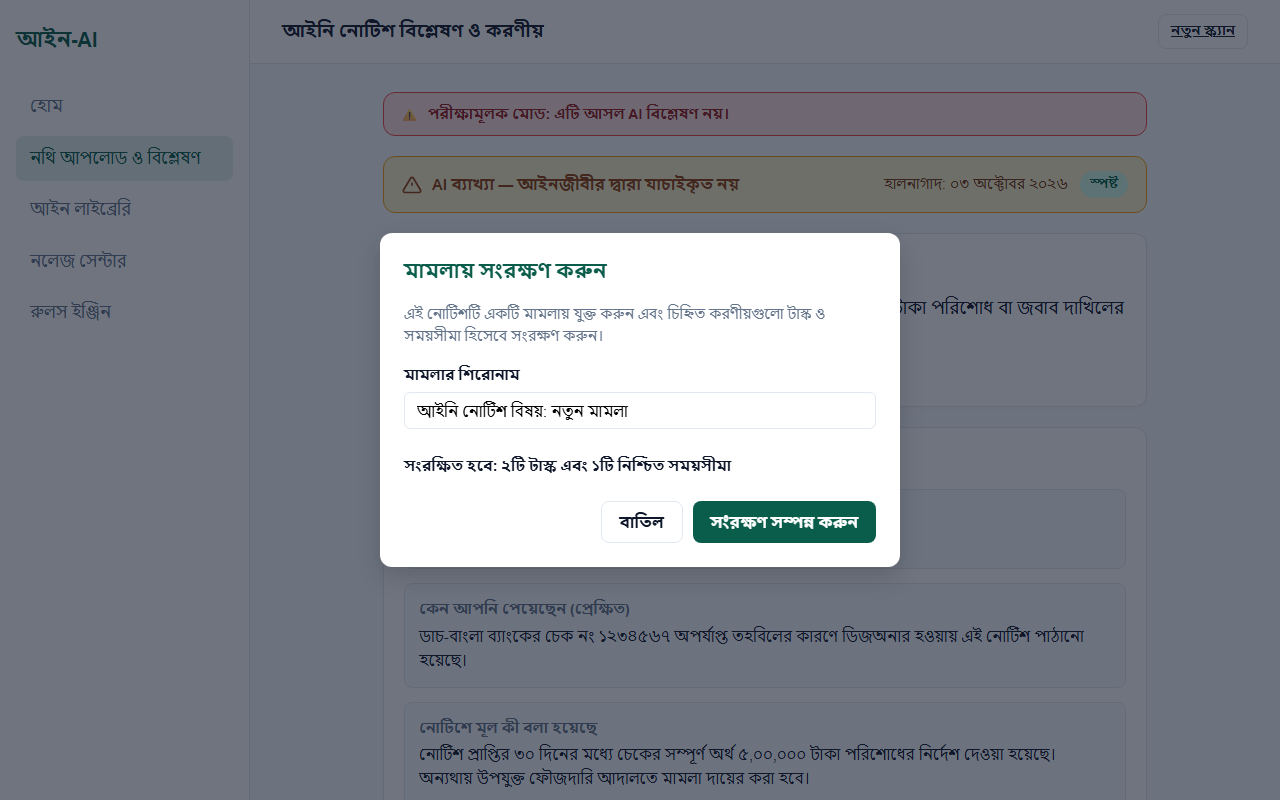 আইন-AI
হোম
নথি আপলোড ও বিশ্লেষণ
আইন লাইব্রেরি
নলেজ সেন্টার
রুলস ইঞ্জিন
আইনি নোটিশ বিশ্লেষণ ও করণীয়
নতুন স্ক্যান
পরীক্ষামূলক মোড: এটি আসল AI বিশ্লেষণ নয়।
AI ব্যাখ্যা — আইনজীবীর দ্বারা যাচাইকৃত নয়
হালনাগাদ: ০৩ অক্টোবর ২০২৬
স্পষ্ট
টাকা পরিশোধ বা জবাব দাখিলের
মামলায় সংরক্ষণ করুন
এই নোটিশটি একটি মামলায় যুক্ত করুন এবং চিহ্নিত করণীয়গুলো টাস্ক ও
সময়সীমা হিসেবে সংরক্ষণ করুন।
মামলার শিরোনাম
আইনি নোটিশ বিষয়: নতুন মামলা
সংরক্ষিত হবে: ২টি টাস্ক এবং ১টি নিশ্চিত সময়সীমা
বাতিল
সংরক্ষণ সম্পন্ন করুন
কেন আপনি পেয়েছেন (প্রেক্ষিত)
ডাচ-বাংলা ব্যাংকের চেক নং ১২৩৪৫৬৭ অপর্যাপ্ত তহবিলের কারণে ডিজঅনার হওয়ায় এই নোটিশ পাঠানো
হয়েছে।
নোটিশে মূল কী বলা হয়েছে
নোটিশ প্রাপ্তির ৩০ দিনের মধ্যে চেকের সম্পূর্ণ অর্থ ৫,০০,০০০ টাকা পরিশোধের নির্দেশ দেওয়া হয়েছে।
অন্যথায় উপযুক্ত ফৌজদারি আদালতে মামলা দায়ের করা হবে।